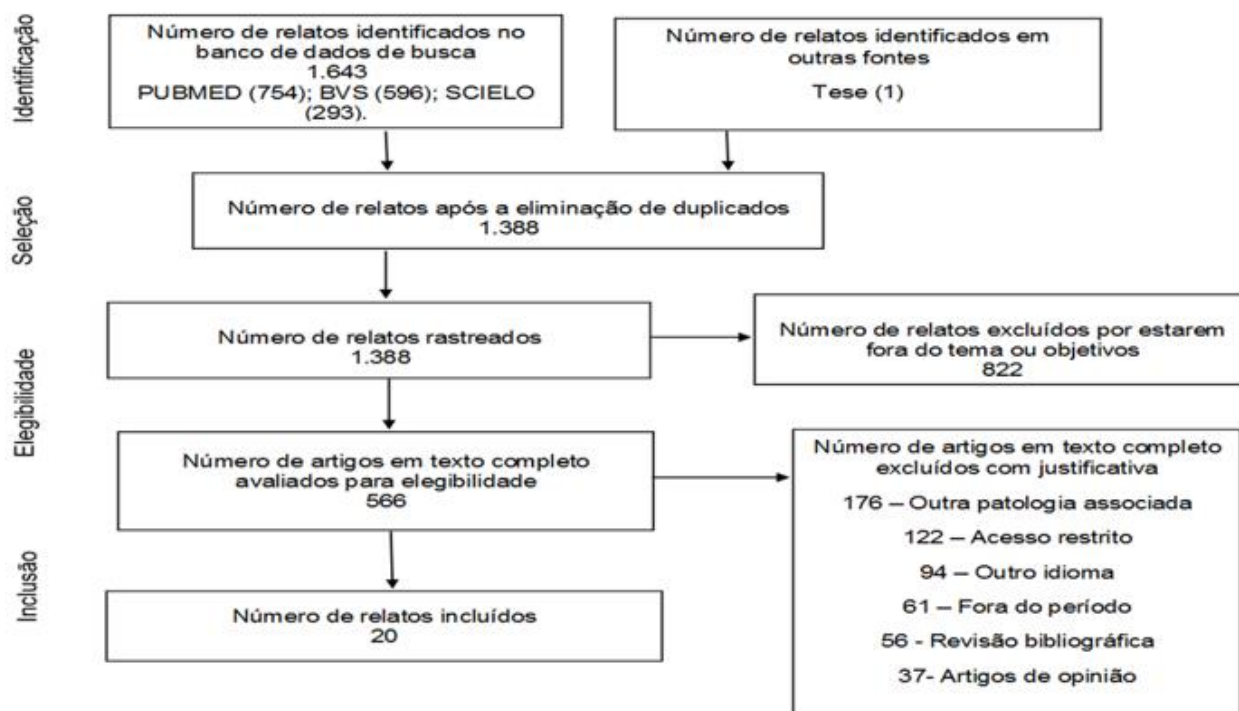 Identificação
Número de relatos identificados no
banco de dados de busca
1.643
PUBMED (754); BVS (596); SCIELO
(293).
Número de relatos identificados em
outras fontes
Tese (1)
Seleção
Número de relatos após a eliminação de duplicados
1.388
Elegibilidade
Número de relatos rastreados
1.388
Número de relatos excluídos por estarem
fora do tema ou objetivos
822
Número de artigos em texto completo
avaliados para elegibilidade
566
Número de artigos em texto completo
excluídos com justificativa
176 – Outra patologia associada
122 – Acesso restrito
94 – Outro idioma
61 – Fora do período
56 - Revisão bibliográfica
37- Artigos de opinião
Inclusão
Número de relatos incluídos
20